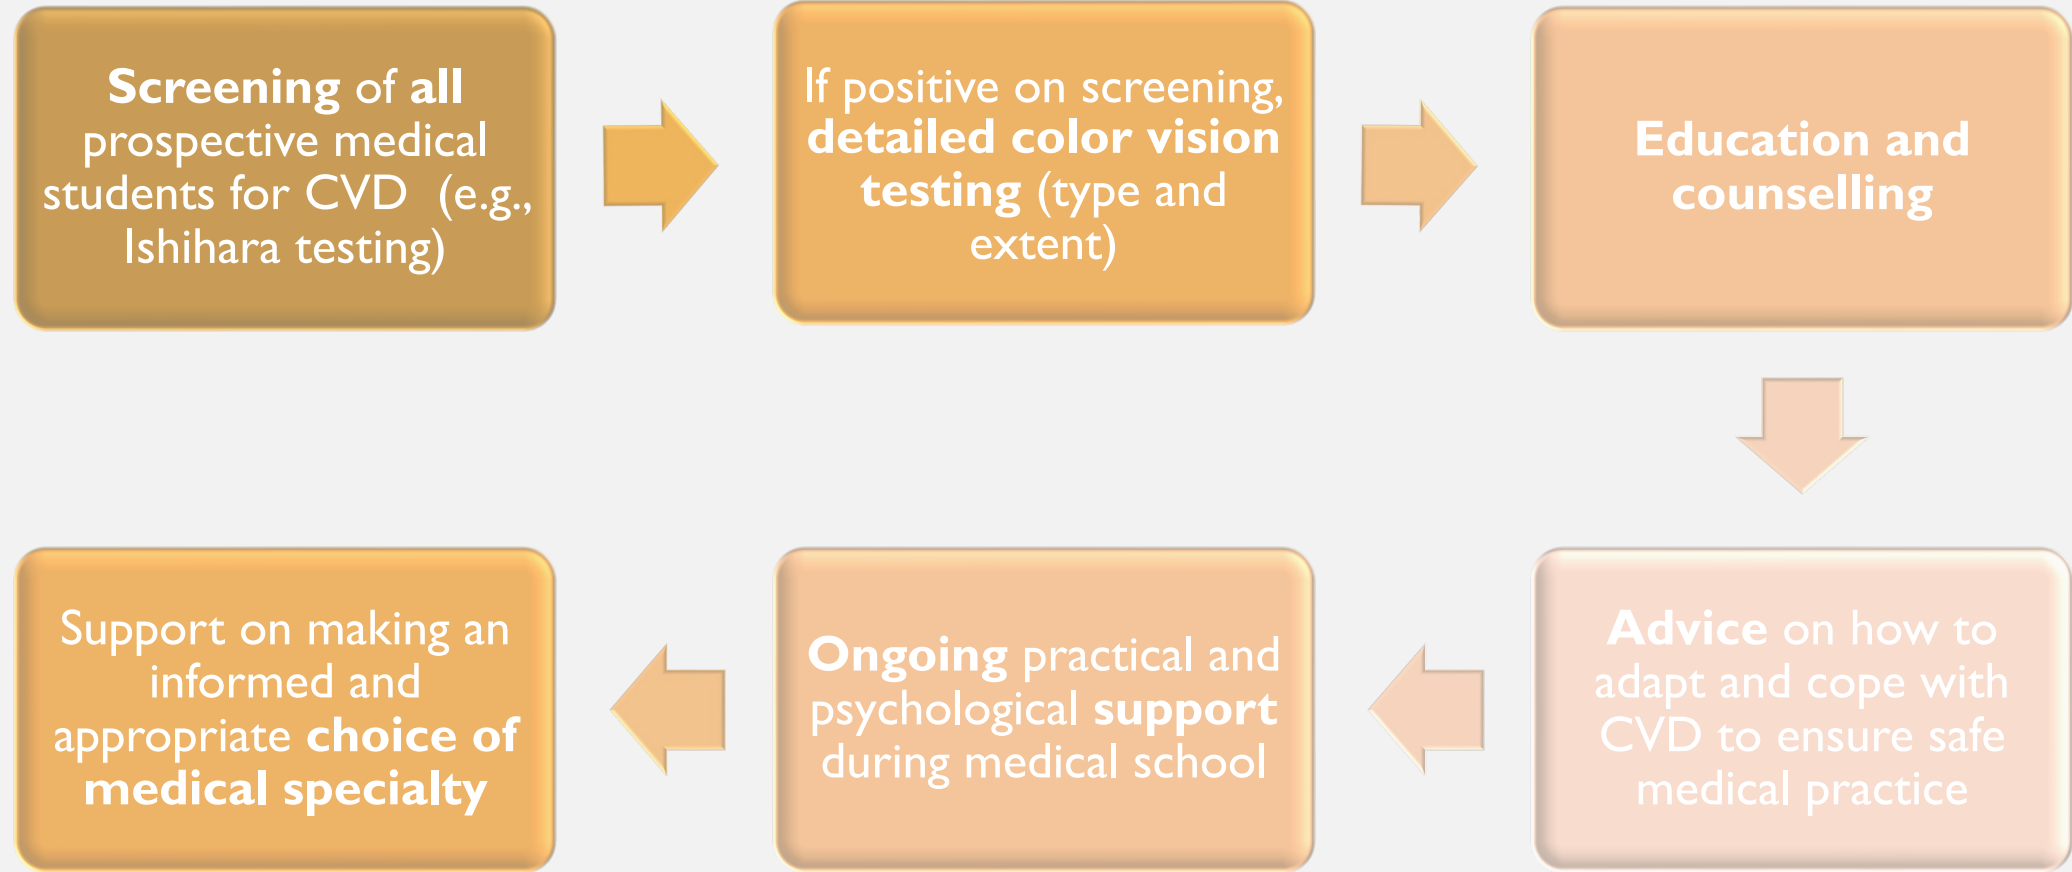 Screening of all
prospective medical
students for CVD (e.g.,
Ishihara testing)
If positive on screening,
detailed color vision
testing (type and
extent)
Education and
counselling
Advice on how to
adapt and cope with
CVD to ensure safe
medical practice
Ongoing practical and
psychological support
during medical school
Support on making an
informed and
appropriate choice of
medical specialty